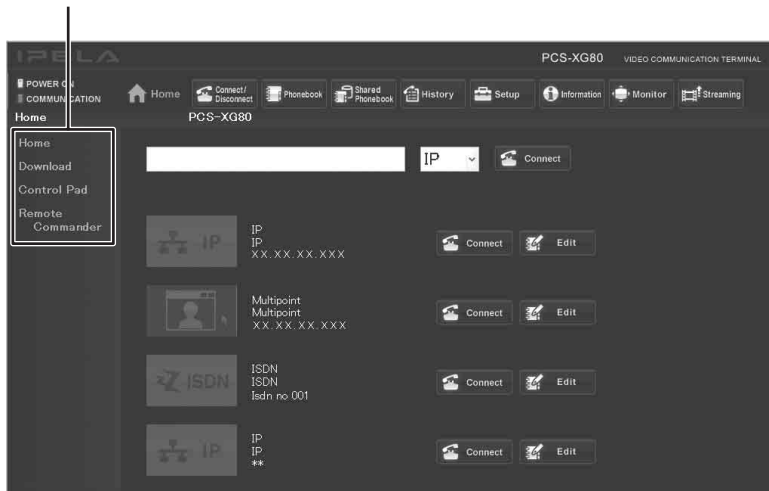 IPELA
PCS-XG80 VIDEO COMMUNICATION TERMINAL
POWER ON
COMMUNICATION
Home
Connect/
Disconnect
Phonebook
Shared
Phonebook
History
Setup
Information
Monitor
Streaming
Home
PCS-XG80
Home
Download
Control Pad
Remote
Commander
IP
Connect
IP
IP
IP
XX.XX.XX.XXX
Connect
Edit
Multipoint
Multipoint
XX.XX.XX.XXX
Connect
Edit
ISDN
ISDN
ISDN
Isdn no 001
Connect
Edit
IP
IP
IP
**
Connect
Edit